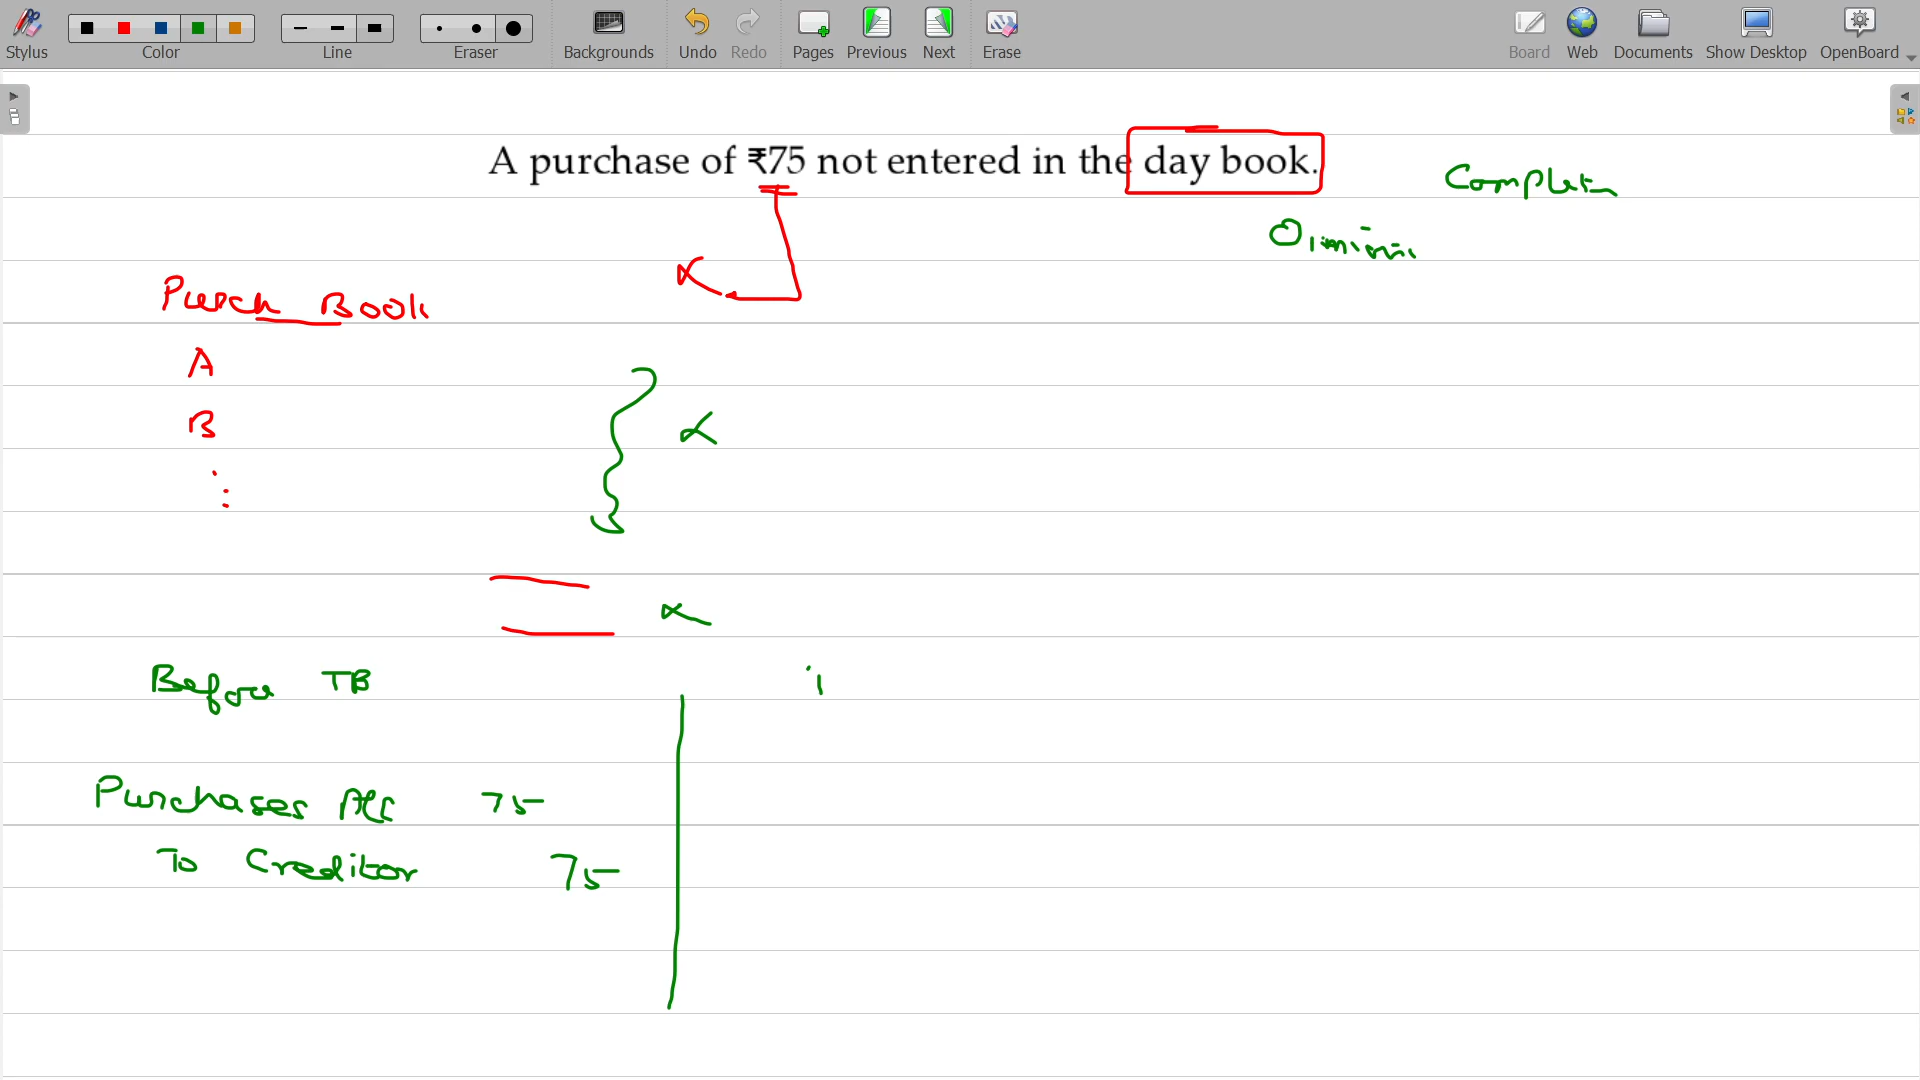 Stylus Color Line Eraser Backgrounds Undo Redo Pages Previous Next Erase Board Web Documents Show Desktop OpenBoard
A purchase of ₹75 not entered in the day book.
Purch Book
A
B
Before TB
Purchases A/c 75
To Creditor 75